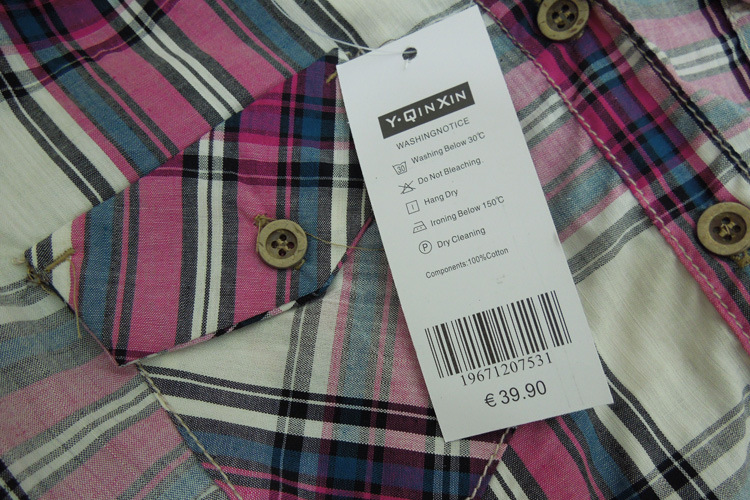 Y·QINXIN
WASHINGNOTICE
30 Washing Below 30℃
Do Not Bleaching
Hang Dry
Ironing Below 150℃
P Dry Cleaning
Components:100%Cotton
19671207531
€39.90